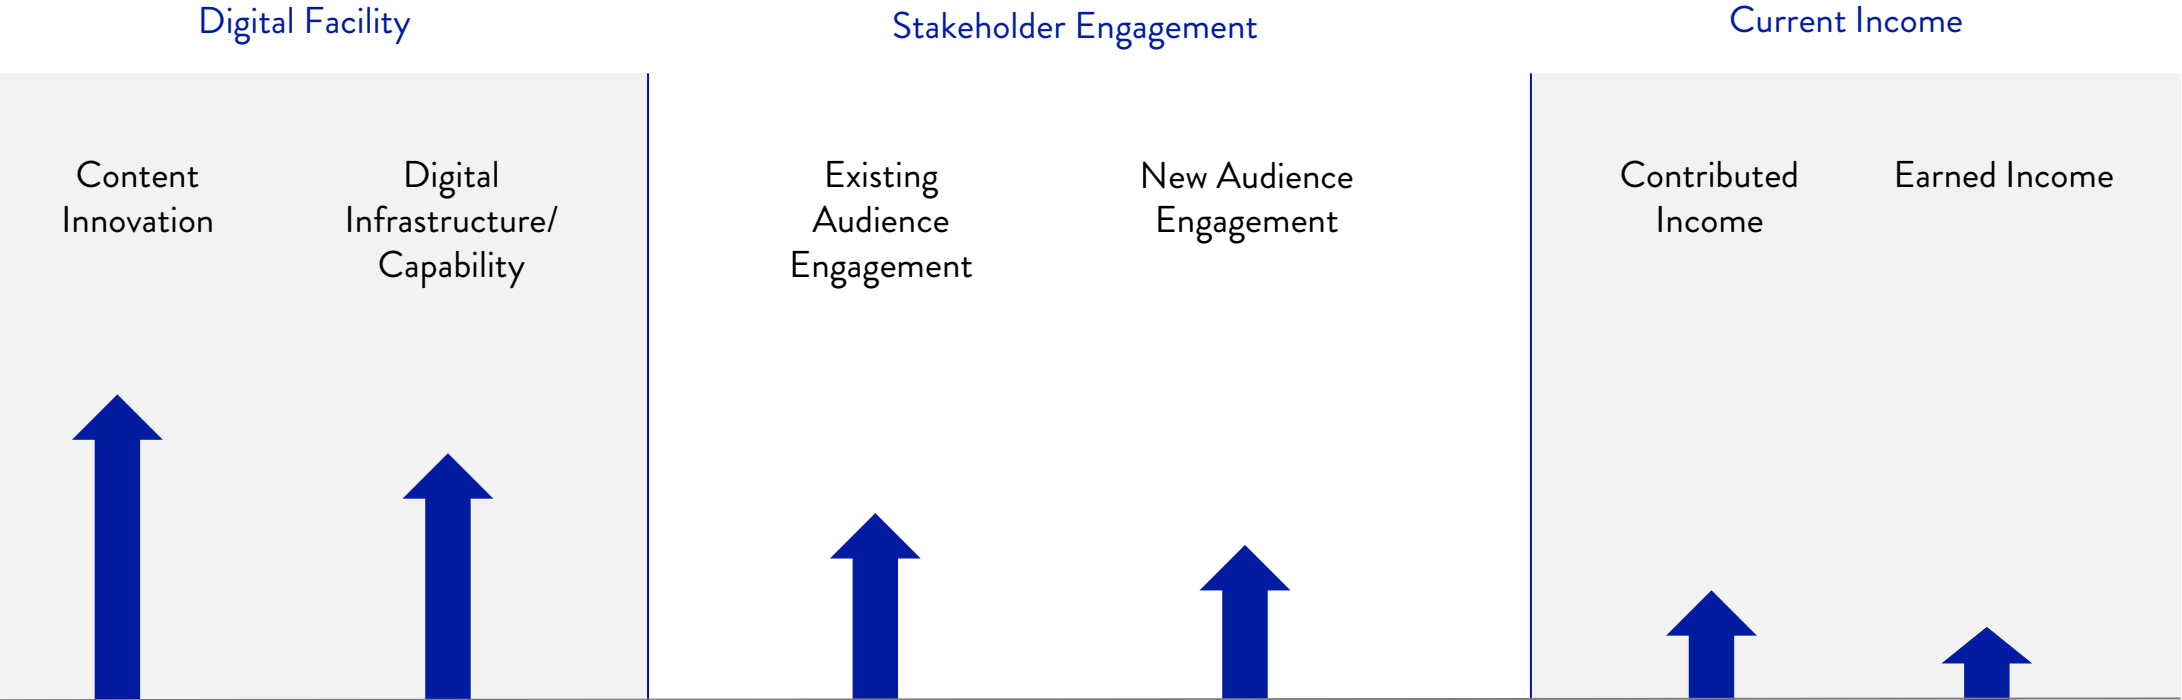 Digital Facility
Stakeholder Engagement
Current Income
Content
Innovation
Digital
Infrastructure/
Capability
Existing
Audience
Engagement
New Audience
Engagement
Contributed
Income
Earned Income